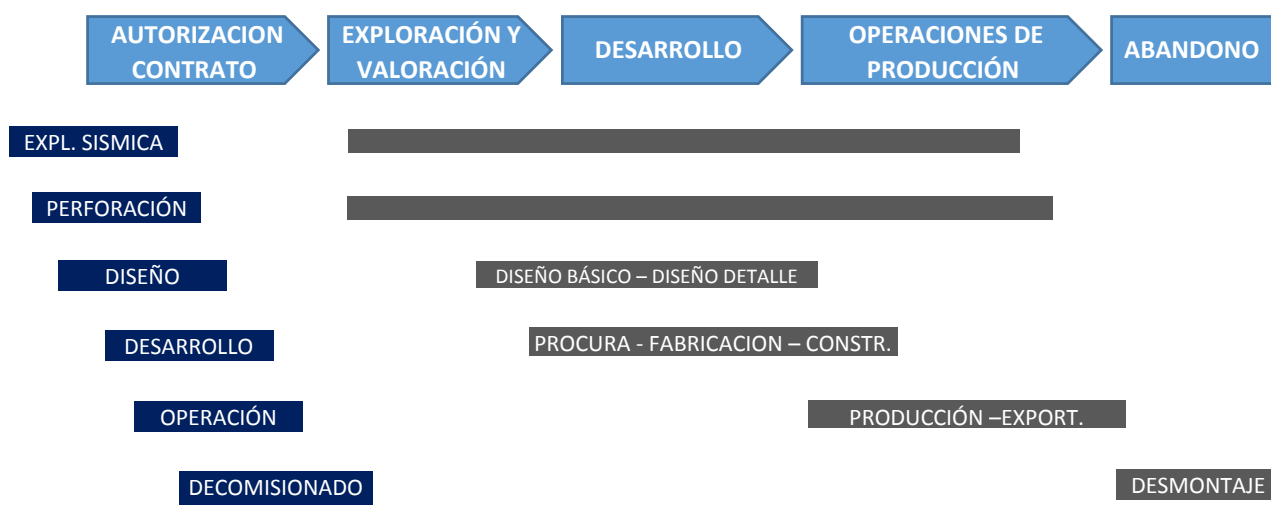 AUTORIZACION
CONTRATO
EXPLORACIÓN Y
VALORACIÓN
DESARROLLO
OPERACIONES DE
PRODUCCIÓN
ABANDONO
EXPL. SISMICA
PERFORACIÓN
DISEÑO
DISEÑO BÁSICO – DISEÑO DETALLE
DESARROLLO
PROCURA - FABRICACION – CONSTR.
OPERACIÓN
PRODUCCIÓN –EXPORT.
DECOMISIONADO
DESMONTAJE